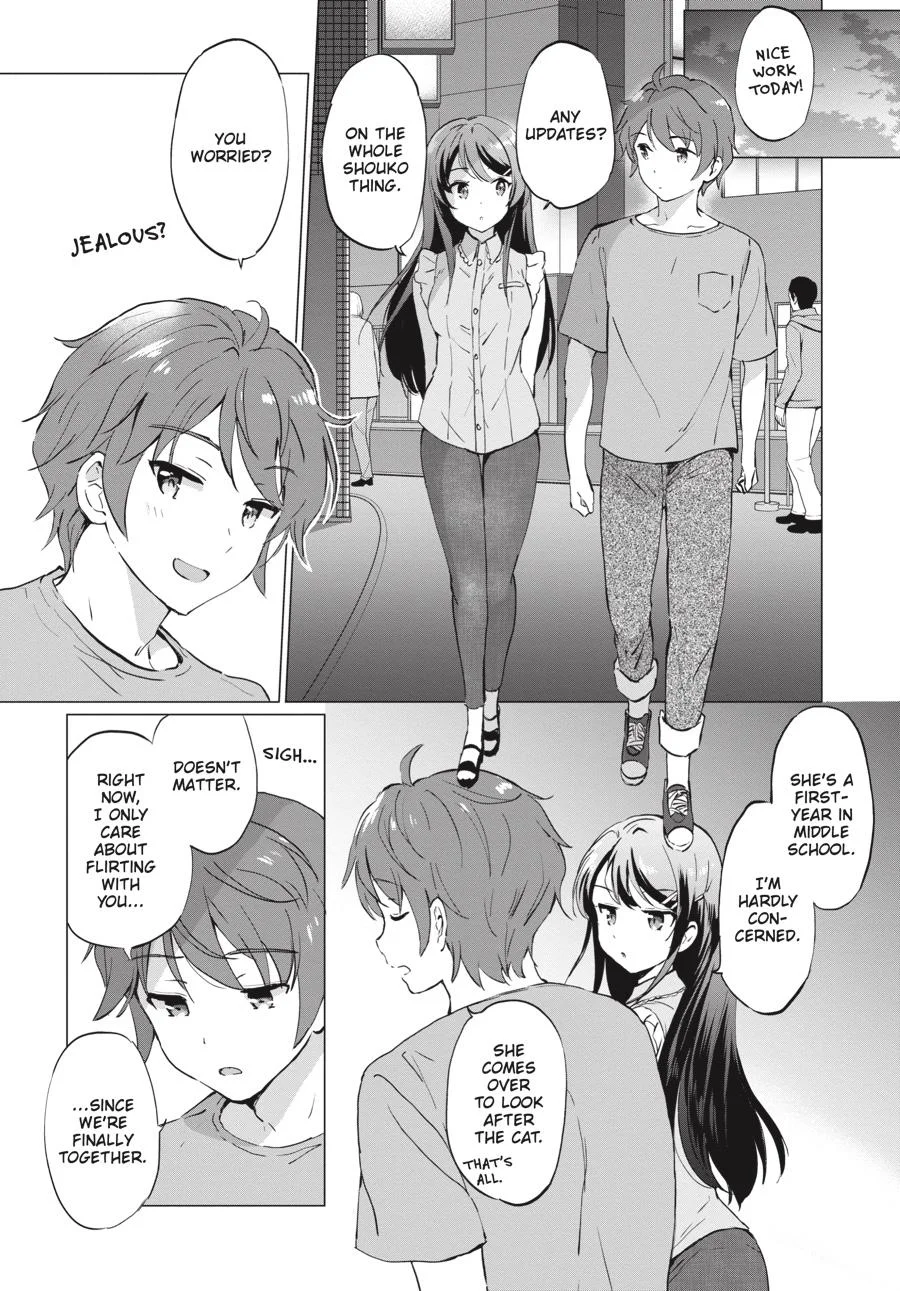 NICE
WORK
TODAY!
ANY
UPDATES?
ON THE
WHOLE
SHOUKO
THING.
YOU
WORRIED?
JEALOUS?
SHE'S A
FIRST-
YEAR IN
MIDDLE
SCHOOL.
I'M
HARDLY
CON-
CERNED.
SHE
COMES
OVER
TO LOOK
AFTER
THE CAT.
THAT'S
ALL.
SIGH...
DOESN'T
MATTER.
RIGHT
NOW,
I ONLY
CARE
ABOUT
FLIRTING
WITH
YOU...
...SINCE
WE'RE
FINALLY
TOGETHER.